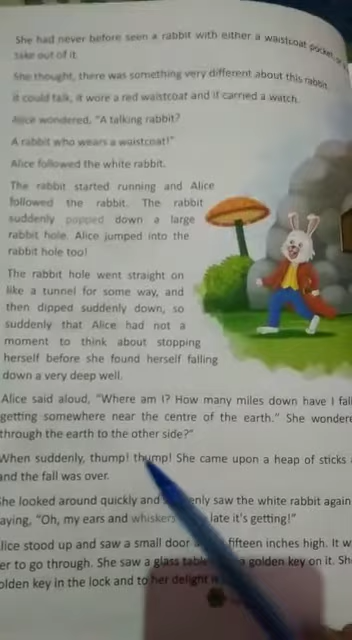 She had never before seen a rabbit with either a waistcoat pocket, or a
take out of it.
She thought, there was something very different about this rabbit.
It could talk, it wore a red waistcoat and it carried a watch.
Alice wondered, "A talking rabbit?
A rabbit who wears a waistcoat!"
Alice followed the white rabbit.
The rabbit started running and Alice
followed the rabbit. The rabbit
suddenly popped down a large
rabbit hole. Alice jumped into the
rabbit hole too!
The rabbit hole went straight on
like a tunnel for some way, and
then dipped suddenly down, so
suddenly that Alice had not a
moment to think about stopping
herself before she found herself falling
down a very deep well.
Alice said aloud, "Where am I? How many miles down have I fal
getting somewhere near the centre of the earth." She wondere
through the earth to the other side?"
When suddenly, thump! thump! She came upon a heap of sticks
and the fall was over.
he looked around quickly and enly saw the white rabbit again
aying, "Oh, my ears and whiskers late it's getting!"
lice stood up and saw a small door fifteen inches high. It w
er to go through. She saw a glass table a golden key on it. Sh
olden key in the lock and to her delight it